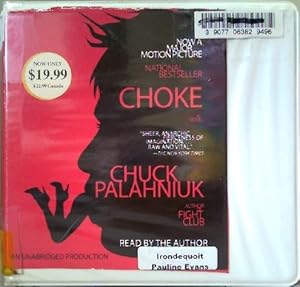 3 9077 06382 9496
NOW A
MAJOR
MOTION PICTURE
NATIONAL
BESTSELLER
NOW ONLY
$19.99
$22.99 Canada
CHOKE
"SHEER, ANARCHIC
FIERCENESS OF
IMAGINATION...
RAW AND VITAL."
—THE NEW YORK TIMES
CHUCK
PALAHNIUK
AUTHOR
FIGHT
CLUB
READ BY THE AUTHOR
AN UNABRIDGED PRODUCTION
Irondequoit
Pauline Evans